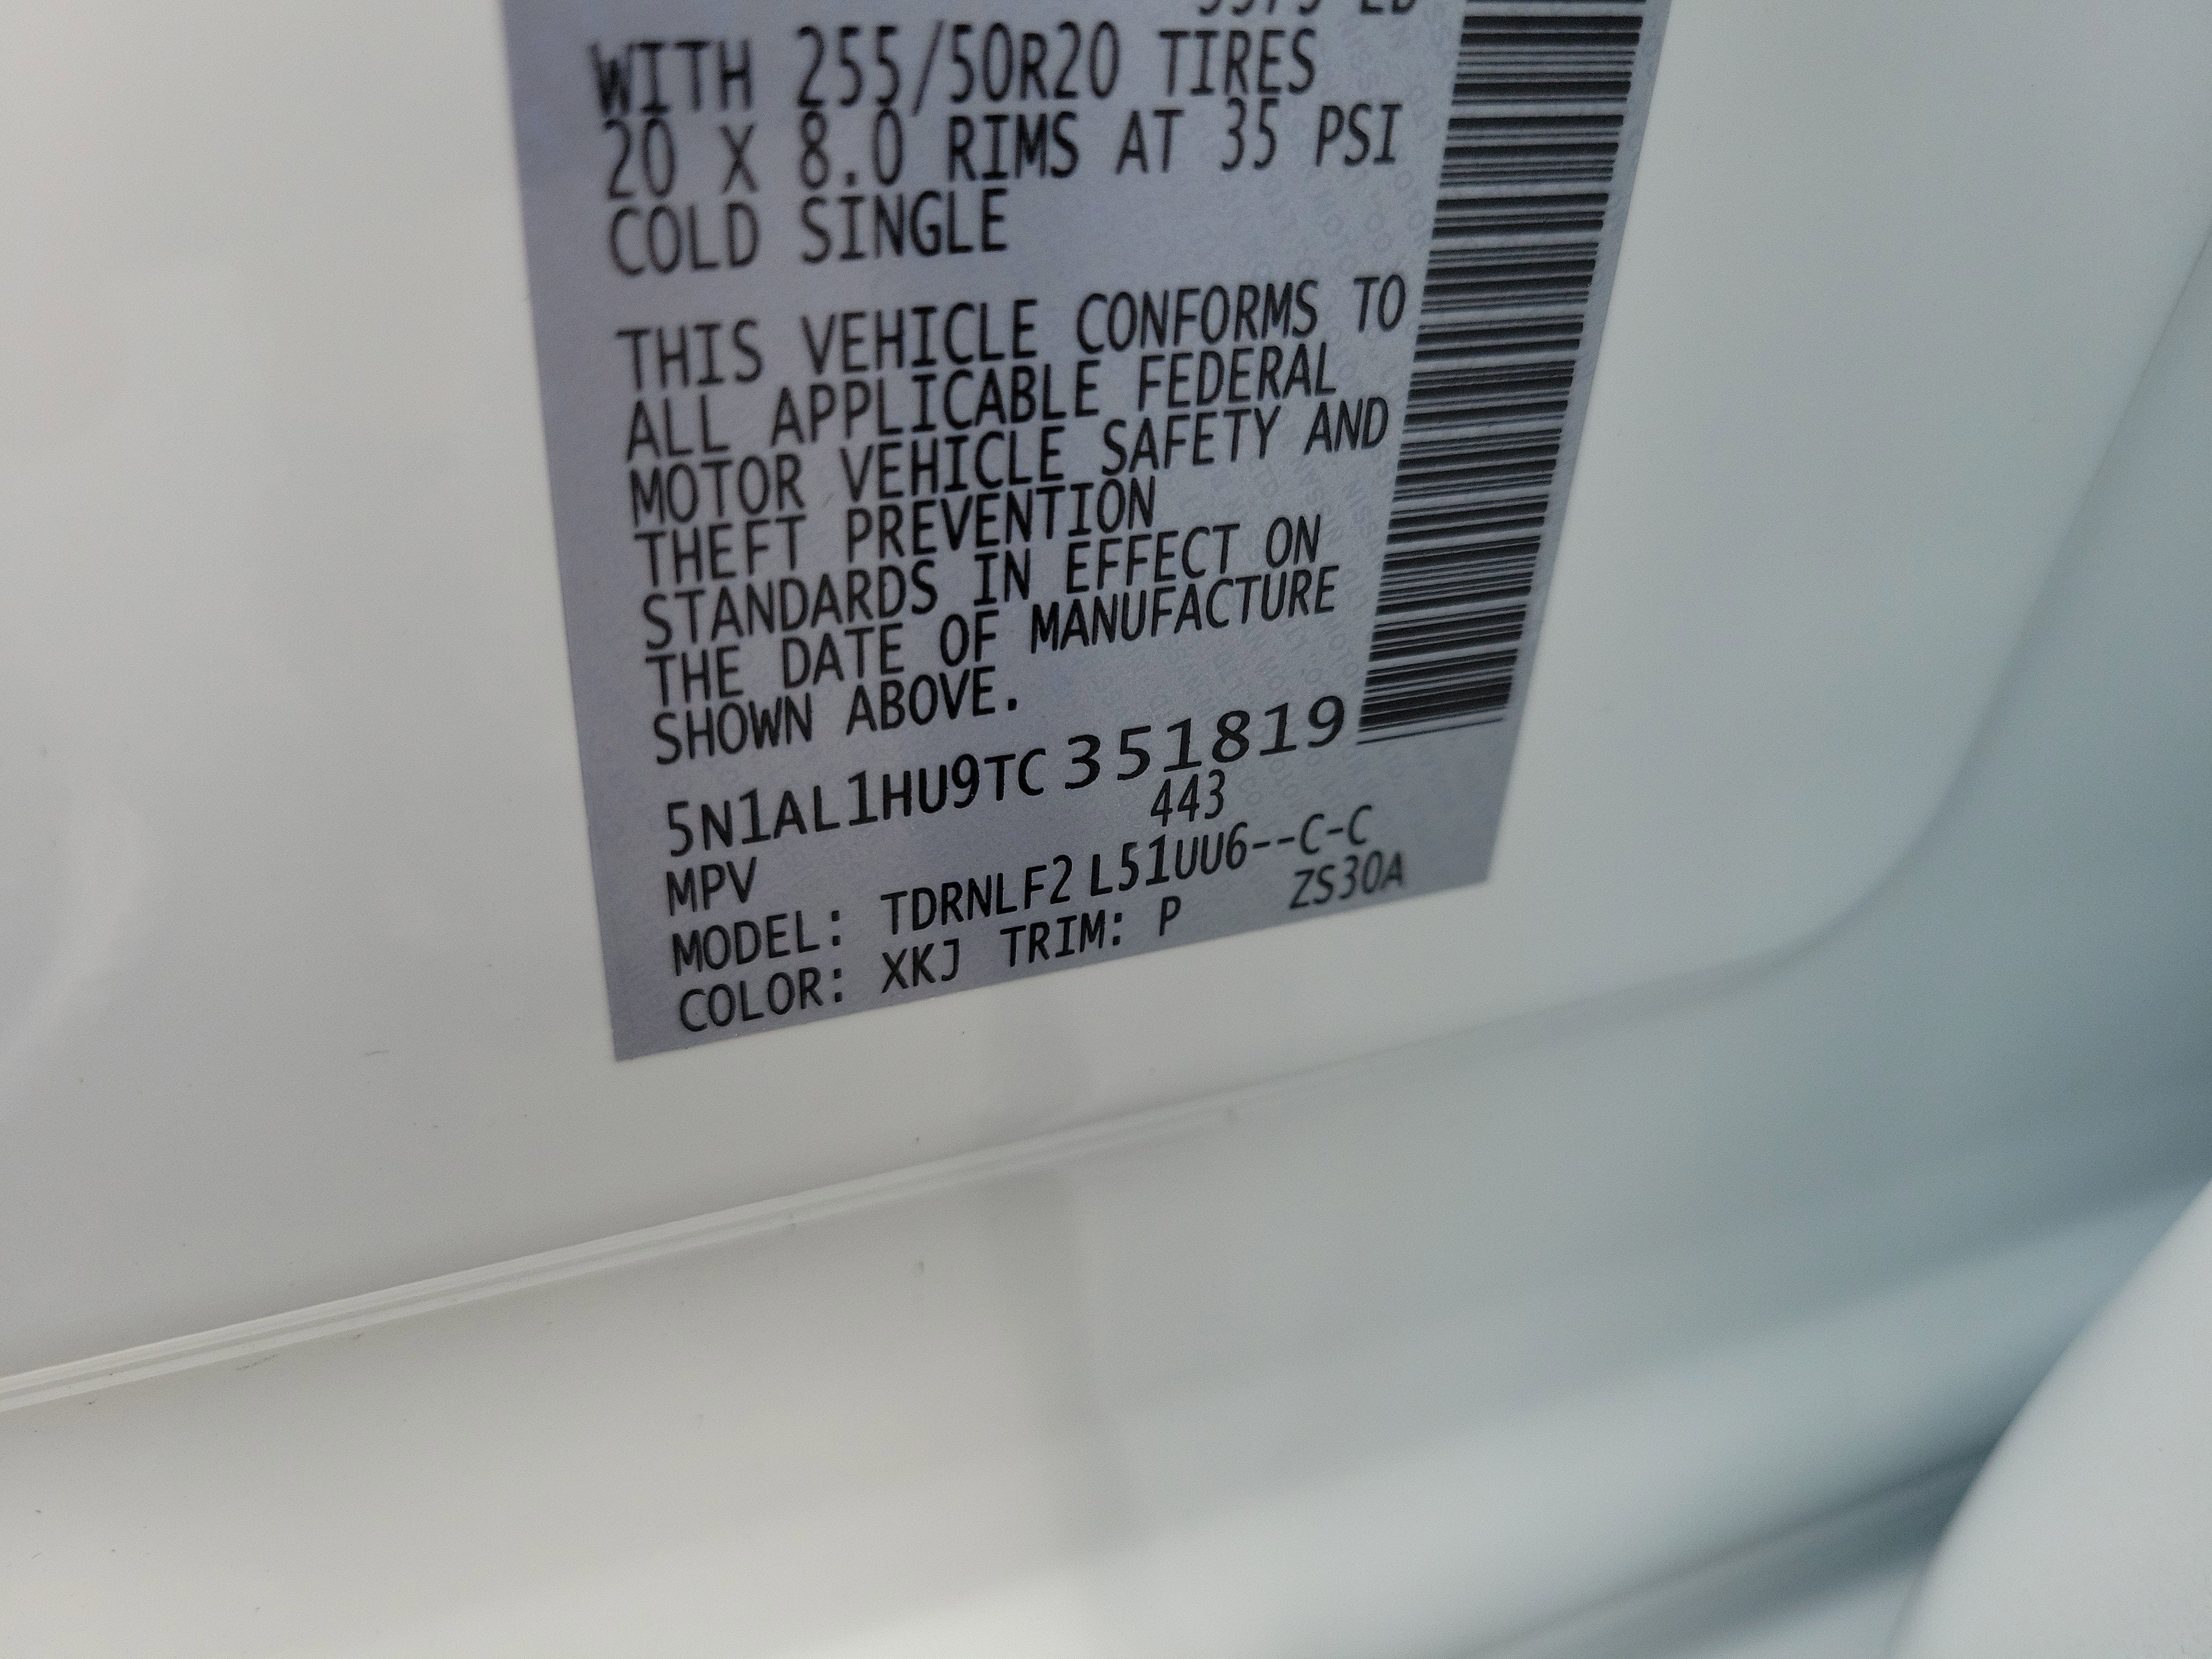 WITH 255/50R20 TIRES
20 X 8.0 RIMS AT 35 PSI
COLD SINGLE
THIS VEHICLE CONFORMS TO
ALL APPLICABLE FEDERAL
MOTOR VEHICLE SAFETY AND
THEFT PREVENTION
STANDARDS IN EFFECT ON
THE DATE OF MANUFACTURE
SHOWN ABOVE.
5N1AL1HU9TC351819
MPV 443
MODEL: TDRNLF2 L51UU6--C-C
COLOR: XKJ TRIM: P ZS30A